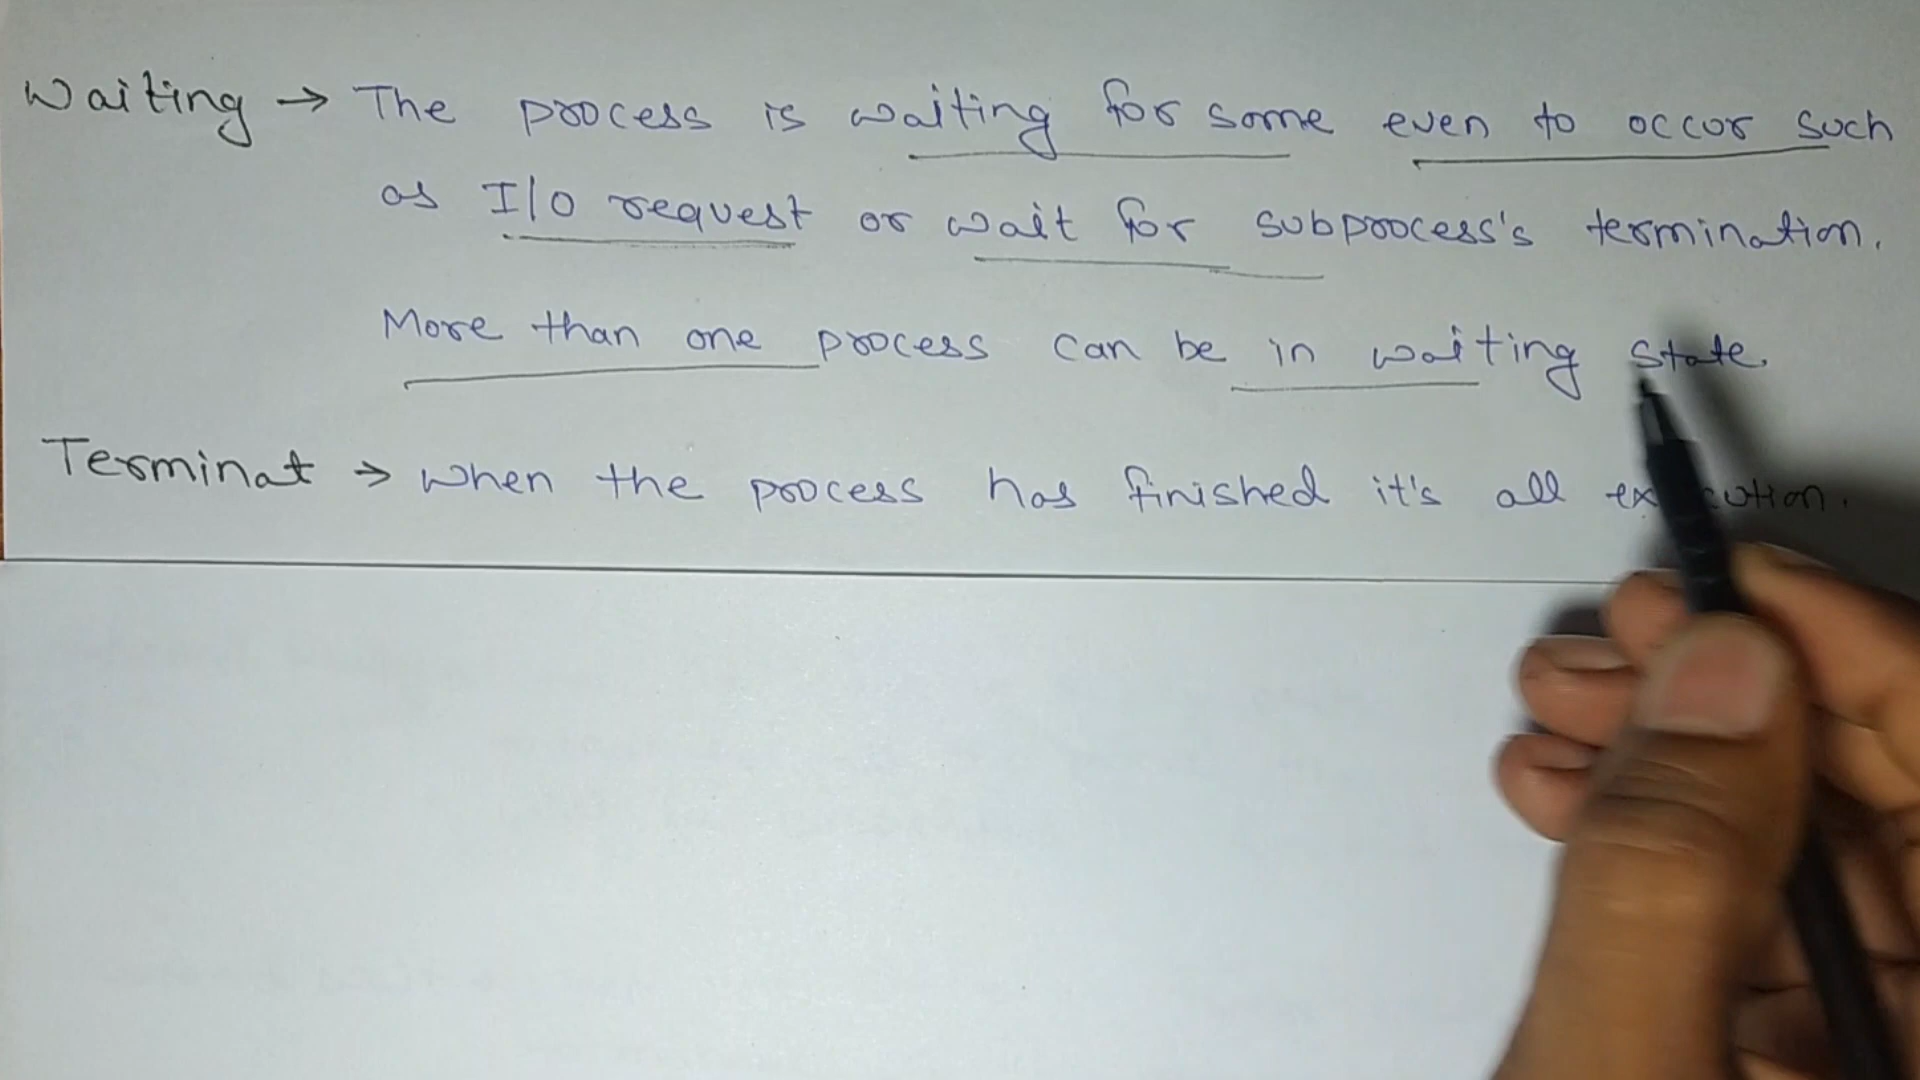 Waiting → The process is waiting for some even to occur such
as I/O request or wait for subprocess's termination.
More than one process can be in waiting state.
Terminat → When the process has finished it's all